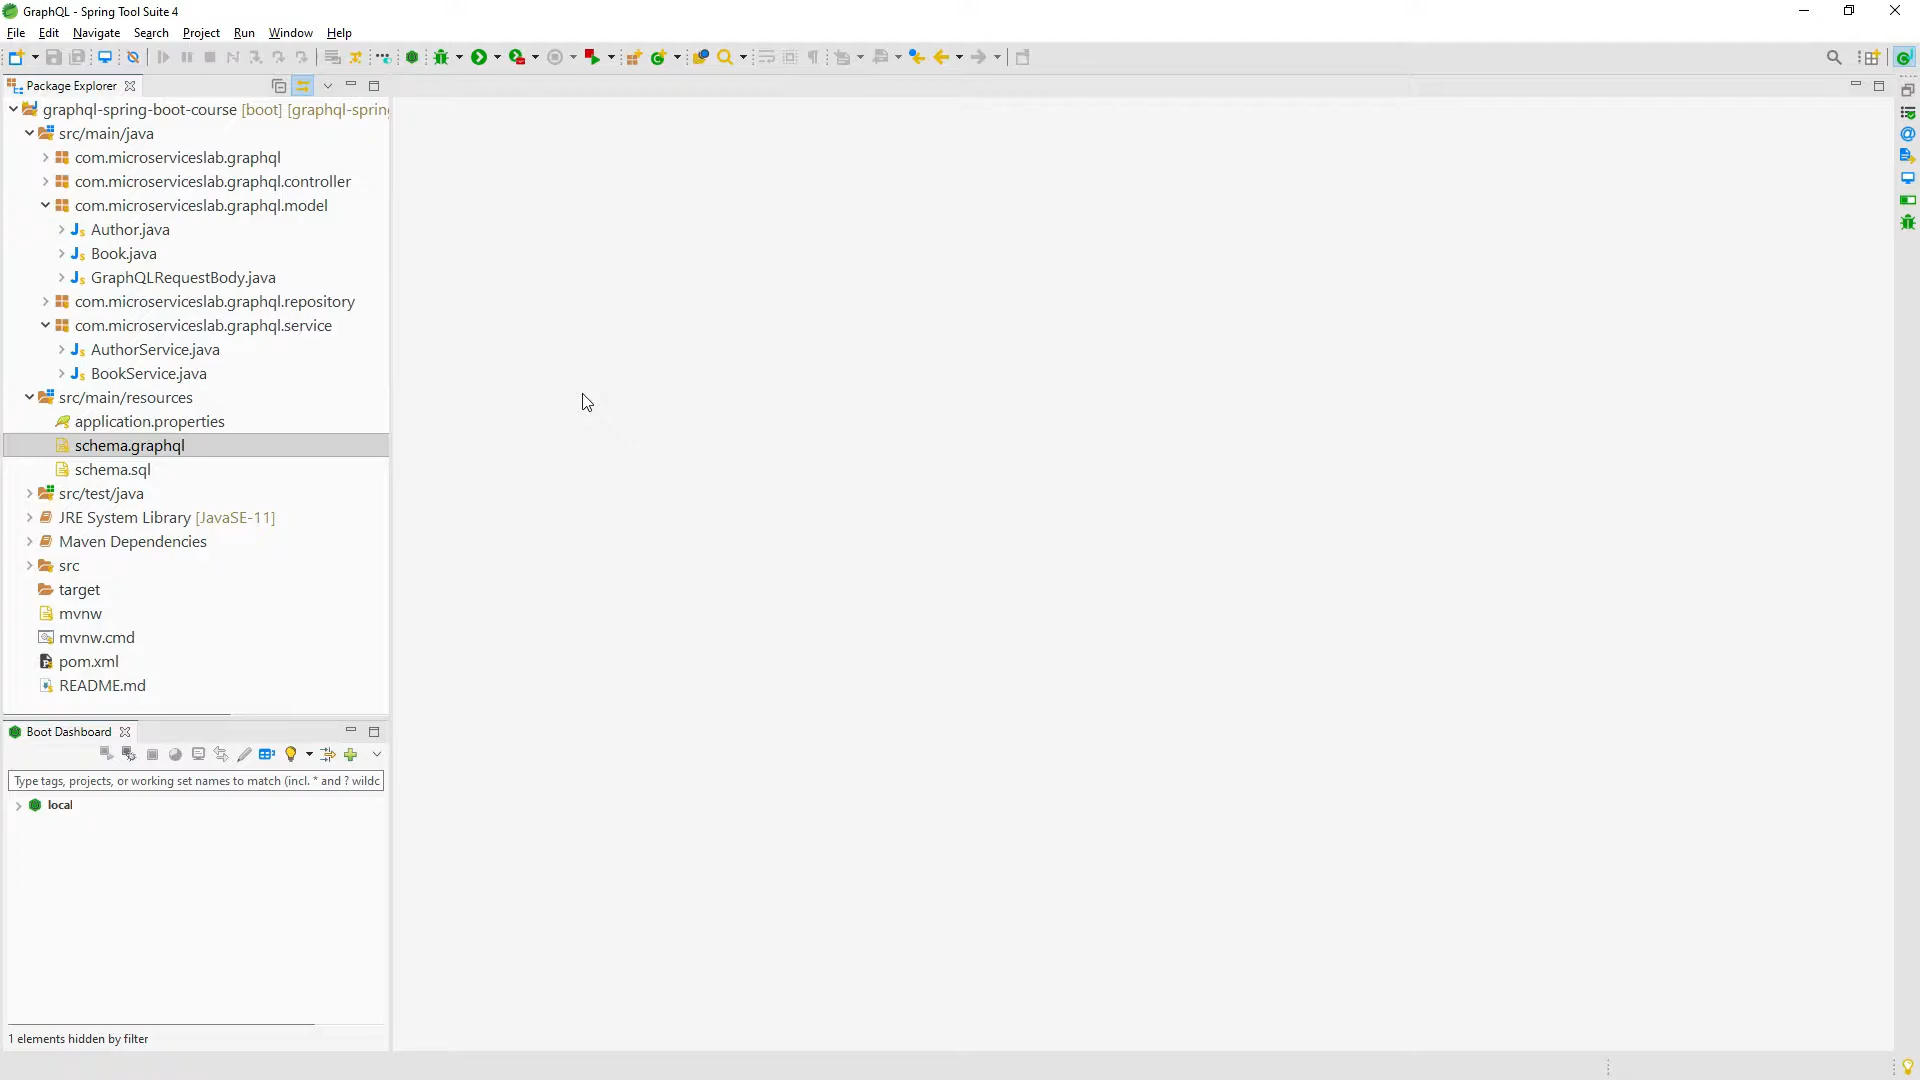 GraphQL - Spring Tool Suite 4
File Edit Navigate Search Project Run Window Help
Package Explorer
graphql-spring-boot-course [boot] [graphql-spring
src/main/java
com.microserviceslab.graphql
com.microserviceslab.graphql.controller
com.microserviceslab.graphql.model
Author.java
Book.java
GraphQLRequestBody.java
com.microserviceslab.graphql.repository
com.microserviceslab.graphql.service
AuthorService.java
BookService.java
src/main/resources
application.properties
schema.graphql
schema.sql
src/test/java
JRE System Library [JavaSE-11]
Maven Dependencies
src
target
mvnw
mvnw.cmd
pom.xml
README.md
Boot Dashboard
Type tags, projects, or working set names to match (incl. * and ? wildc
local
1 elements hidden by filter